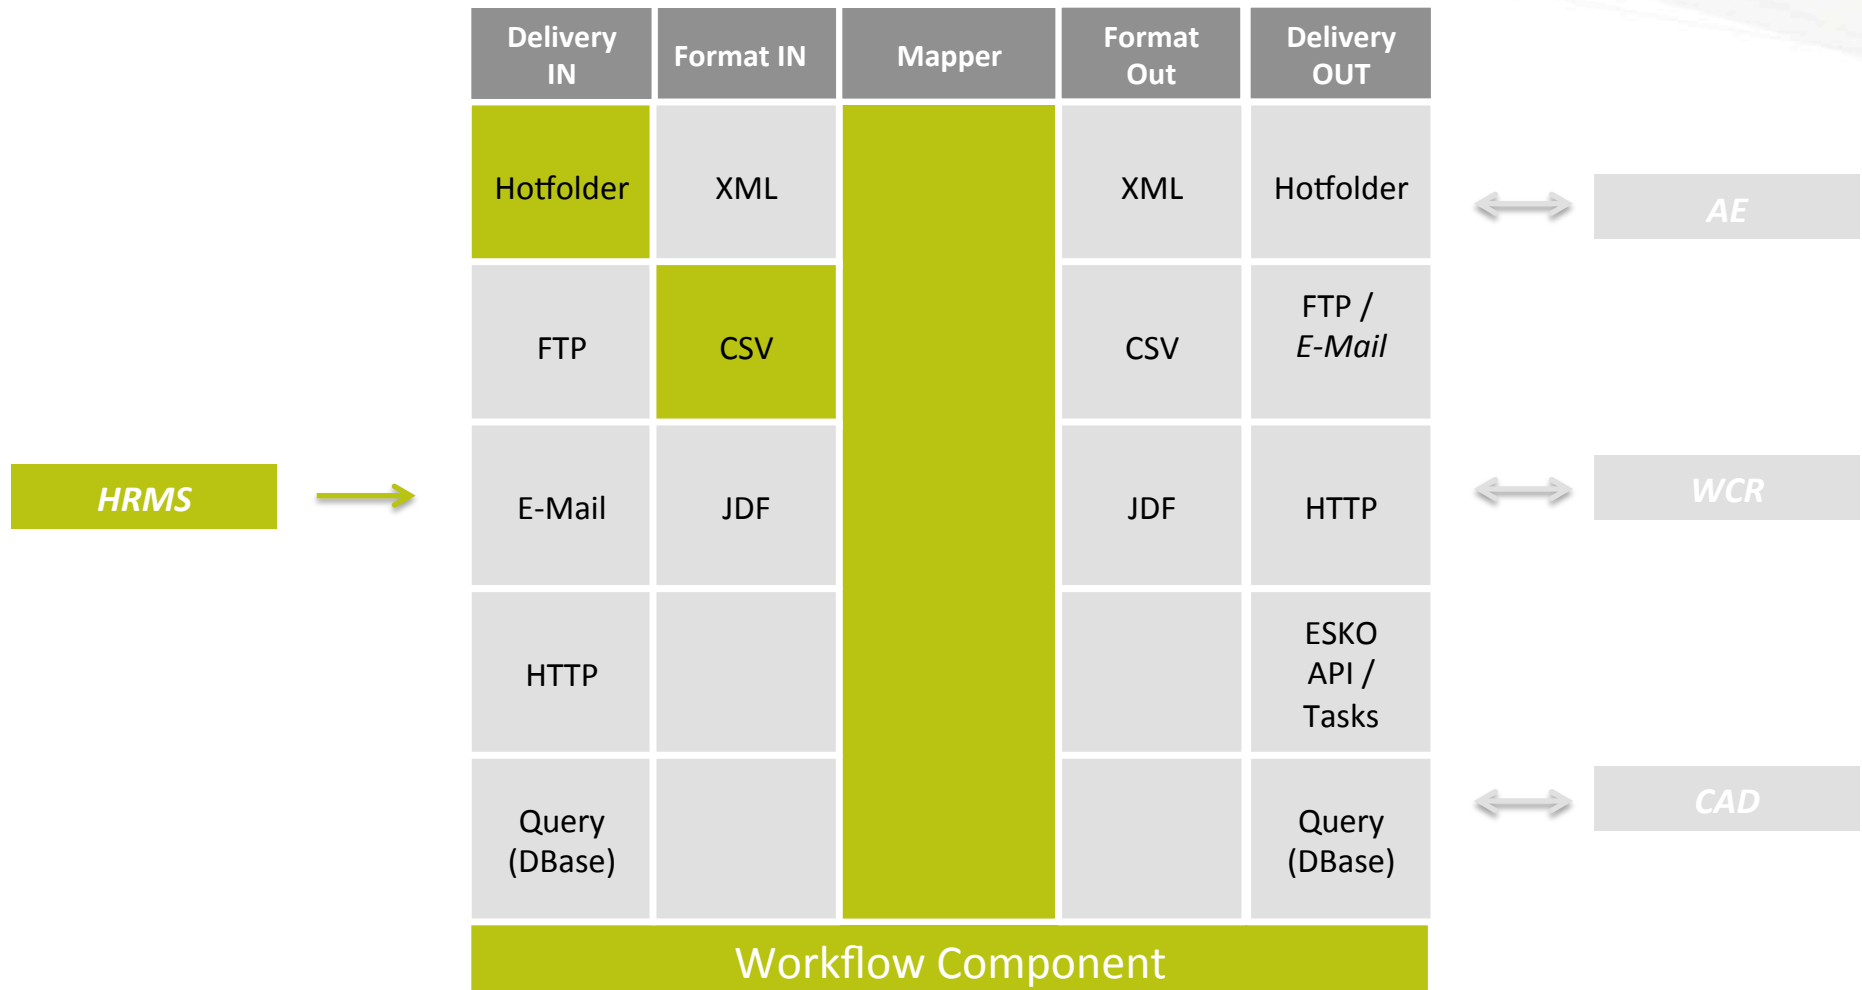 Delivery
IN
Format IN
Mapper
Format
Out
Delivery
OUT
Hotfolder
XML
XML
Hotfolder
AE
FTP
CSV
CSV
FTP /
E-Mail
HRMS
E-Mail
JDF
JDF
HTTP
WCR
HTTP
ESKO
API /
Tasks
Query
(DBase)
Query
(DBase)
CAD
Workflow Component